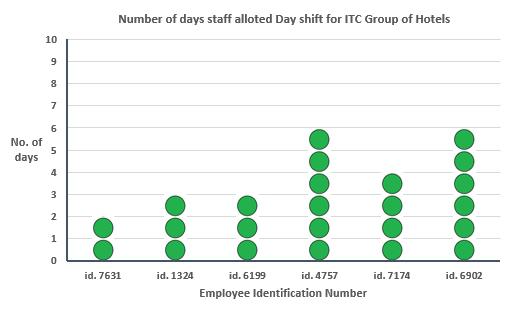 Number of days staff alloted Day shift for ITC Group of Hotels
10
9
8
7
6
5
4
3
2
1
0
No. of
days
id. 7631 id. 1324 id. 6199 id. 4757 id. 7174 id. 6902
Employee Identification Number